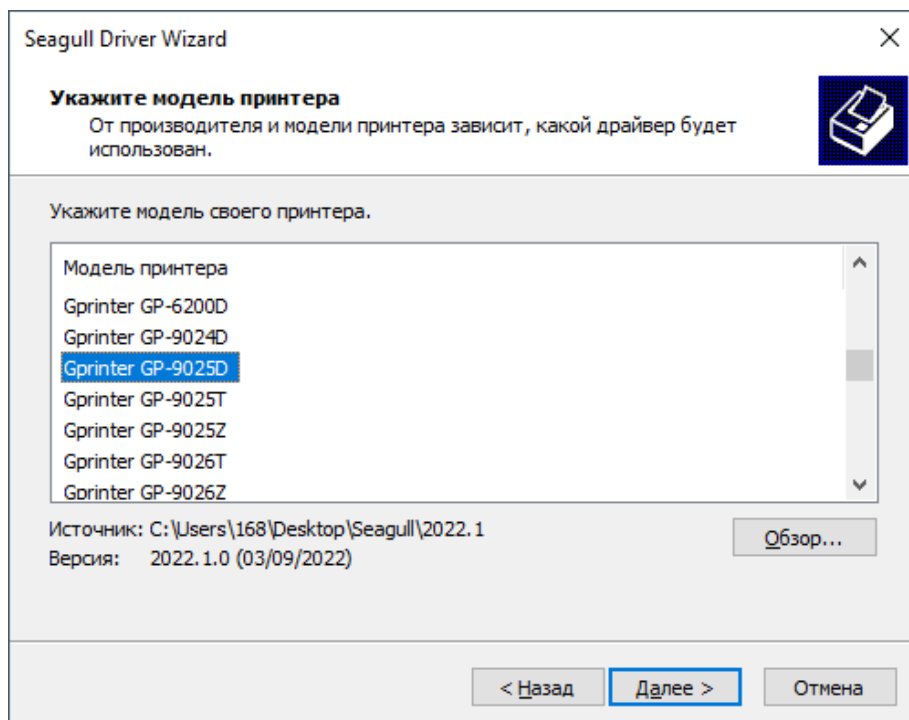 Seagull Driver Wizard
Укажите модель принтера
От производителя и модели принтера зависит, какой драйвер будет
использован.
Укажите модель своего принтера.
Модель принтера
Gprinter GP-6200D
Gprinter GP-9024D
Gprinter GP-9025D
Gprinter GP-9025T
Gprinter GP-9025Z
Gprinter GP-9026T
Gprinter GP-9026Z
Источник: C:\Users\168\Desktop\Seagull\2022.1
Обзор...
Версия: 2022.1.0 (03/09/2022)
< Назад Далее > Отмена